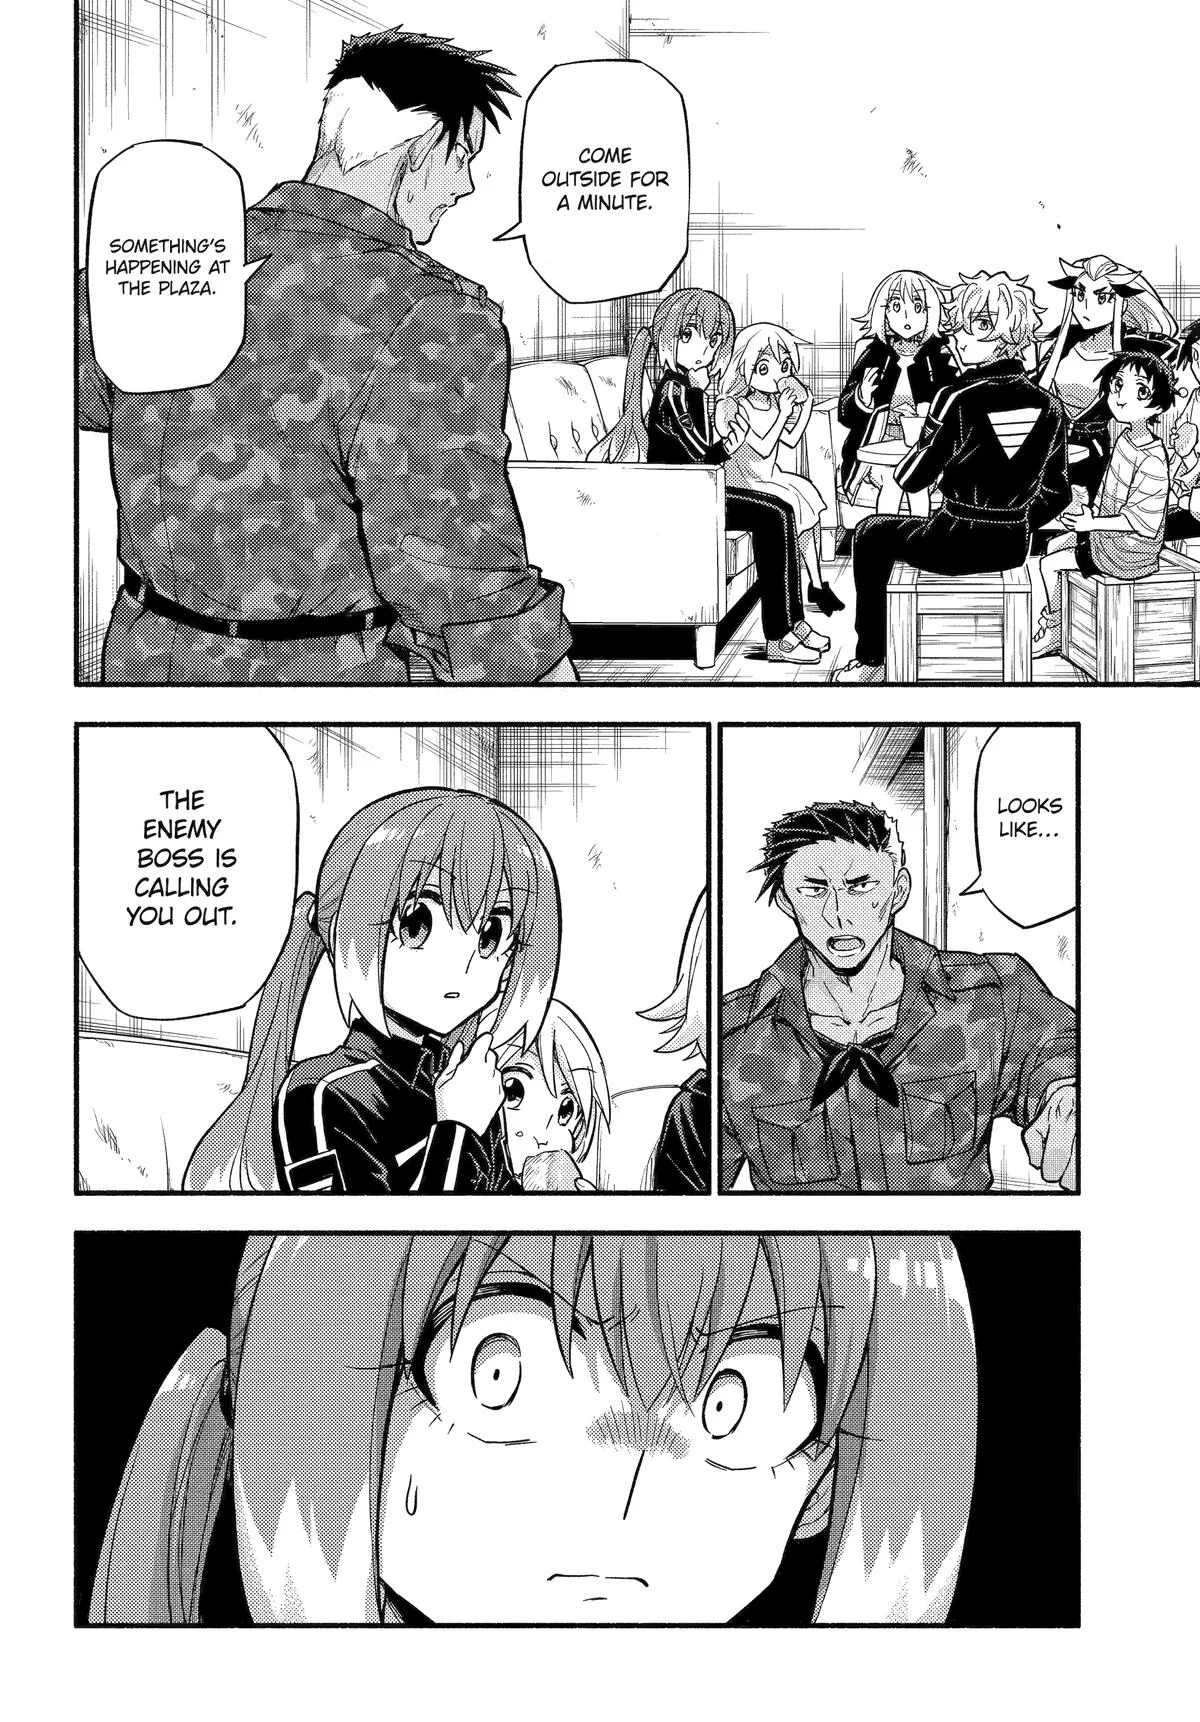 COME
OUTSIDE FOR
A MINUTE.
SOMETHING'S
HAPPENING AT
THE PLAZA.
LOOKS
LIKE...
THE
ENEMY
BOSS IS
CALLING
YOU OUT.